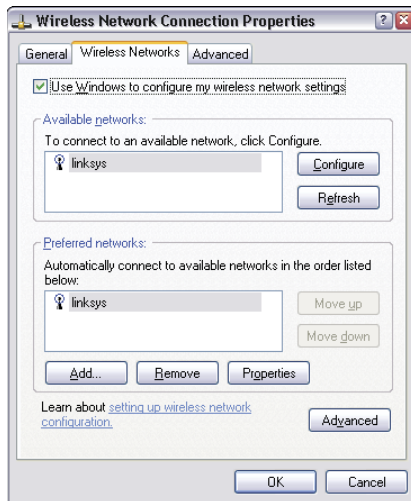 Wireless Network Connection Properties
General
Wireless Networks
Advanced
Use Windows to configure my wireless network settings
Available networks:
To connect to an available network, click Configure.
linksys
Configure
Refresh
Preferred networks:
Automatically connect to available networks in the order listed
below:
linksys
Move up
Move down
Add...
Remove
Properties
Learn about setting up wireless network
configuration.
Advanced
OK
Cancel